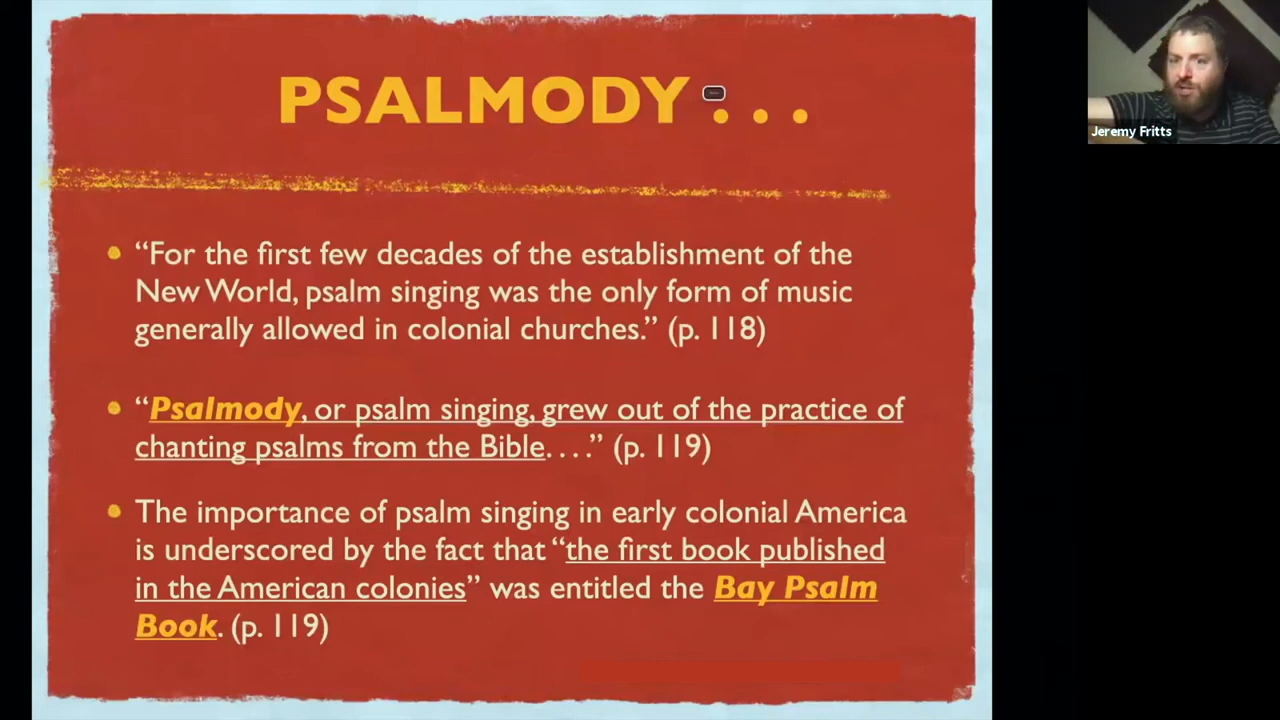 PSALMODY . . .
Jeremy Fritts
“For the first few decades of the establishment of the
New World, psalm singing was the only form of music
generally allowed in colonial churches.” (p. 118)
“Psalmody, or psalm singing, grew out of the practice of
chanting psalms from the Bible. . . .” (p. 119)
The importance of psalm singing in early colonial America
is underscored by the fact that “the first book published
in the American colonies” was entitled the Bay Psalm
Book. (p. 119)